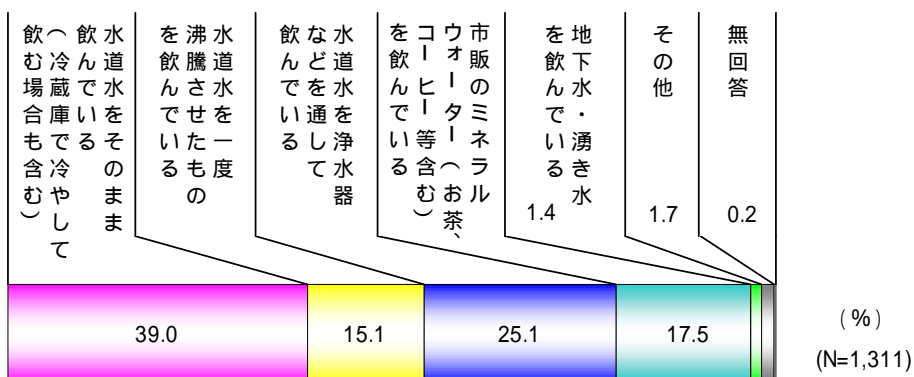 水道水をそのまま
飲んでいる
（冷蔵庫で冷やして
飲む場合も含む）
水道水を一度
沸騰させたもの
を飲んでいる
水道水を浄水器
などを通して
飲んでいる
市販のミネラル
ウォーター（お茶、
コーヒー等含む）
を飲んでいる
地下水・湧き水
を飲んでいる
1.4
その他
1.7
無回答
0.2
39.0
15.1
25.1
17.5
（%）
(N=1,311)